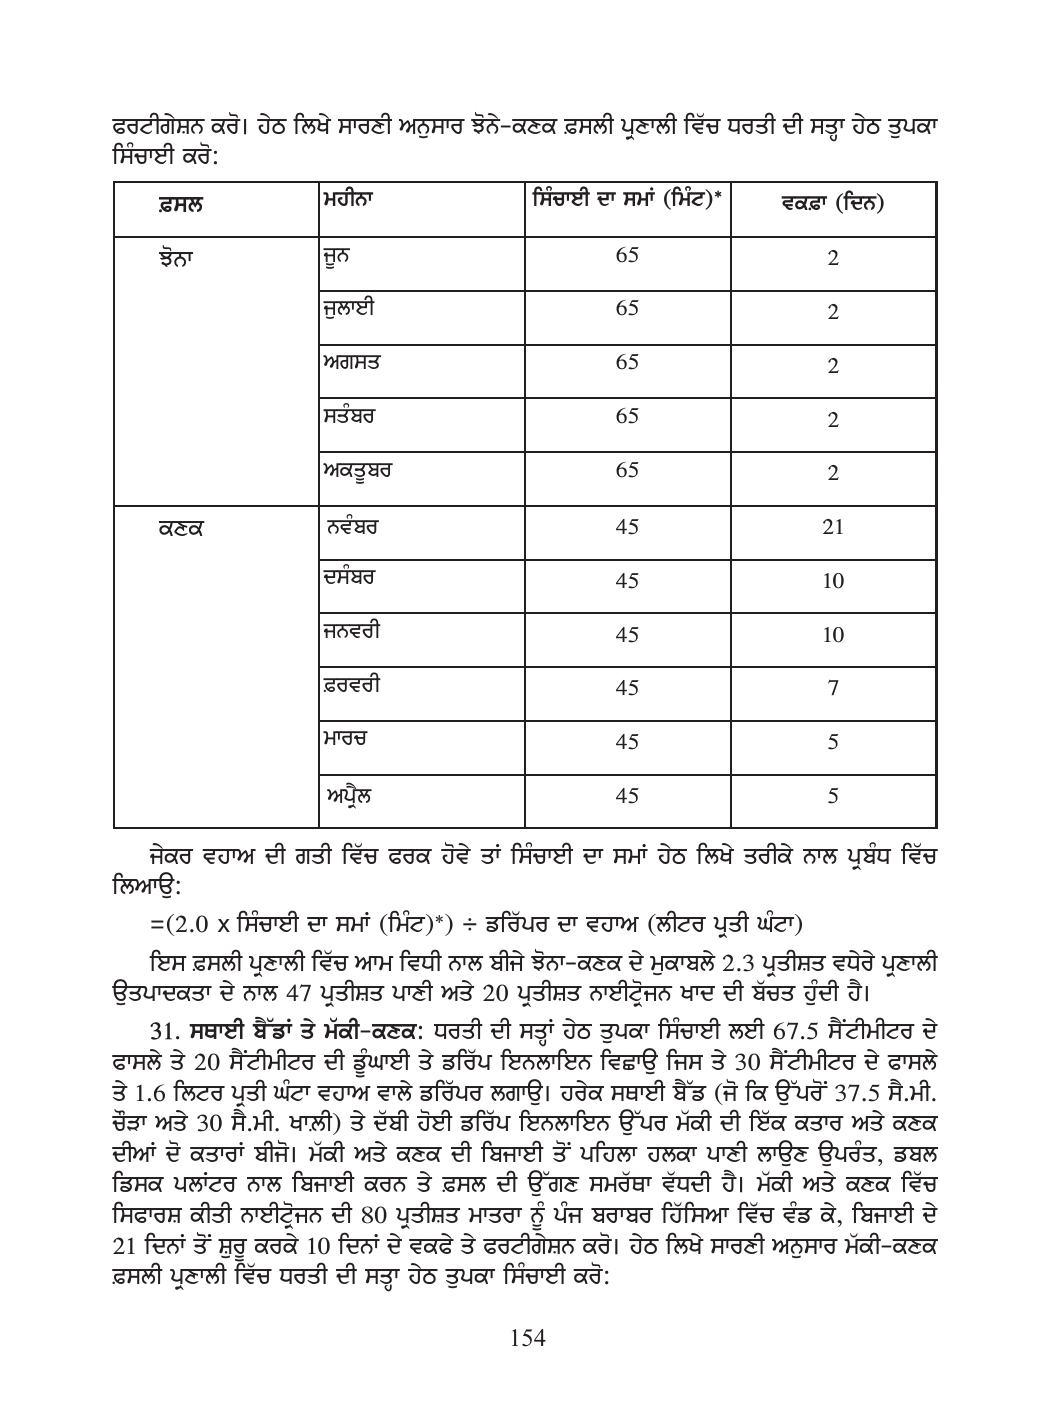 ਫਰਟੀਗੇਸ਼ਨ ਕਰੋ। ਹੇਠ ਲਿਖੇ ਸਾਰਣੀ ਅਨੁਸਾਰ ਝੋਨੇ-ਕਣਕ ਫ਼ਸਲੀ ਪ੍ਰਣਾਲੀ ਵਿੱਚ ਧਰਤੀ ਦੀ ਸਤ੍ਹਾ ਹੇਠ ਤੁਪਕਾ
ਸਿੰਚਾਈ ਕਰੋ:
ਫ਼ਸਲ ਮਹੀਨਾ ਸਿੰਚਾਈ ਦਾ ਸਮਾਂ (ਮਿੰਟ)* ਵਕਫ਼ਾ (ਦਿਨ)
ਝੋਨਾ ਜੂਨ 65 2
ਜੁਲਾਈ 65 2
ਅਗਸਤ 65 2
ਸਤੰਬਰ 65 2
ਅਕਤੂਬਰ 65 2
ਕਣਕ ਨਵੰਬਰ 45 21
ਦਸੰਬਰ 45 10
ਜਨਵਰੀ 45 10
ਫ਼ਰਵਰੀ 45 7
ਮਾਰਚ 45 5
ਅਪ੍ਰੈਲ 45 5
ਜੇਕਰ ਵਹਾਅ ਦੀ ਗਤੀ ਵਿੱਚ ਫਰਕ ਹੋਵੇ ਤਾਂ ਸਿੰਚਾਈ ਦਾ ਸਮਾਂ ਹੇਠ ਲਿਖੇ ਤਰੀਕੇ ਨਾਲ ਪ੍ਰਬੰਧ ਵਿੱਚ
ਲਿਆਉ:
=(2.0 x ਸਿੰਚਾਈ ਦਾ ਸਮਾਂ (ਮਿੰਟ)*) ÷ ਡਰਿੱਪਰ ਦਾ ਵਹਾਅ (ਲੀਟਰ ਪ੍ਰਤੀ ਘੰਟਾ)
ਇਸ ਫ਼ਸਲੀ ਪ੍ਰਣਾਲੀ ਵਿੱਚ ਆਮ ਵਿਧੀ ਨਾਲ ਬੀਜੇ ਝੋਨਾ-ਕਣਕ ਦੇ ਮੁਕਾਬਲੇ 2.3 ਪ੍ਰਤੀਸ਼ਤ ਵਧੇਰੇ ਪ੍ਰਣਾਲੀ
ਉਤਪਾਦਕਤਾ ਦੇ ਨਾਲ 47 ਪ੍ਰਤੀਸ਼ਤ ਪਾਣੀ ਅਤੇ 20 ਪ੍ਰਤੀਸ਼ਤ ਨਾਈਟ੍ਰੋਜਨ ਖਾਦ ਦੀ ਬੱਚਤ ਹੁੰਦੀ ਹੈ।
31. ਸਥਾਈ ਬੈੱਡਾਂ ਤੇ ਮੱਕੀ-ਕਣਕ: ਧਰਤੀ ਦੀ ਸਤ੍ਹਾਂ ਹੇਠ ਤੁਪਕਾ ਸਿੰਚਾਈ ਲਈ 67.5 ਸੈਂਟੀਮੀਟਰ ਦੇ
ਫਾਸਲੇ ਤੇ 20 ਸੈਂਟੀਮੀਟਰ ਦੀ ਡੂੰਘਾਈ ਤੇ ਡਰਿੱਪ ਇਨਲਾਇਨ ਵਿਛਾਉ ਜਿਸ ਤੇ 30 ਸੈਂਟੀਮੀਟਰ ਦੇ ਫਾਸਲੇ
ਤੇ 1.6 ਲਿਟਰ ਪ੍ਰਤੀ ਘੰਟਾ ਵਹਾਅ ਵਾਲੇ ਡਰਿੱਪਰ ਲਗਾਉ। ਹਰੇਕ ਸਥਾਈ ਬੈੱਡ (ਜੋ ਕਿ ਉੱਪਰੋਂ 37.5 ਸੈ.ਮੀ.
ਚੌੜਾ ਅਤੇ 30 ਸੈ.ਮੀ. ਖਾਲ਼ੀ) ਤੇ ਦੱਬੀ ਹੋਈ ਡਰਿੱਪ ਇਨਲਾਇਨ ਉੱਪਰ ਮੱਕੀ ਦੀ ਇੱਕ ਕਤਾਰ ਅਤੇ ਕਣਕ
ਦੀਆਂ ਦੋ ਕਤਾਰਾਂ ਬੀਜੋ। ਮੱਕੀ ਅਤੇ ਕਣਕ ਦੀ ਬਿਜਾਈ ਤੋਂ ਪਹਿਲਾ ਹਲਕਾ ਪਾਣੀ ਲਾਉਣ ਉਪਰੰਤ, ਡਬਲ
ਡਿਸਕ ਪਲਾਂਟਰ ਨਾਲ ਬਿਜਾਈ ਕਰਨ ਤੇ ਫ਼ਸਲ ਦੀ ਉੱਗਣ ਸਮਰੱਥਾ ਵੱਧਦੀ ਹੈ। ਮੱਕੀ ਅਤੇ ਕਣਕ ਵਿੱਚ
ਸਿਫਾਰਸ਼ ਕੀਤੀ ਨਾਈਟ੍ਰੋਜਨ ਦੀ 80 ਪ੍ਰਤੀਸ਼ਤ ਮਾਤਰਾ ਨੂੰ ਪੰਜ ਬਰਾਬਰ ਹਿੱਸਿਆ ਵਿੱਚ ਵੰਡ ਕੇ, ਬਿਜਾਈ ਦੇ
21 ਦਿਨਾਂ ਤੋਂ ਸ਼ੁਰੂ ਕਰਕੇ 10 ਦਿਨਾਂ ਦੇ ਵਕਫੇ ਤੇ ਫਰਟੀਗੇਸ਼ਨ ਕਰੋ। ਹੇਠ ਲਿਖੇ ਸਾਰਣੀ ਅਨੁਸਾਰ ਮੱਕੀ-ਕਣਕ
ਫ਼ਸਲੀ ਪ੍ਰਣਾਲੀ ਵਿੱਚ ਧਰਤੀ ਦੀ ਸਤ੍ਹਾ ਹੇਠ ਤੁਪਕਾ ਸਿੰਚਾਈ ਕਰੋ:
154